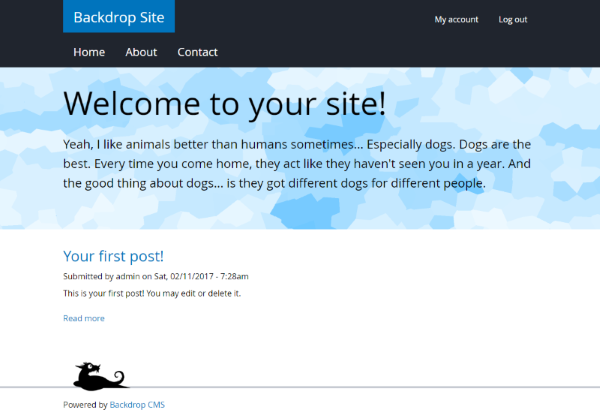 Backdrop Site
My account Log out
Home About Contact
Welcome to your site!
Yeah, I like animals better than humans sometimes... Especially dogs. Dogs are the
best. Every time you come home, they act like they haven't seen you in a year. And
the good thing about dogs... is they got different dogs for different people.
Your first post!
Submitted by admin on Sat, 02/11/2017 - 7:28am
This is your first post! You may edit or delete it.
Read more
Powered by Backdrop CMS